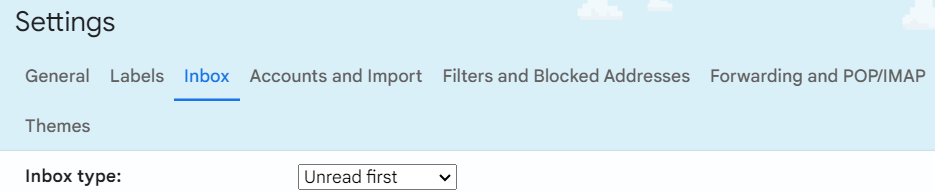 Settings
General Labels Inbox Accounts and Import Filters and Blocked Addresses Forwarding and POP/IMAP
Themes
Inbox type: Unread first